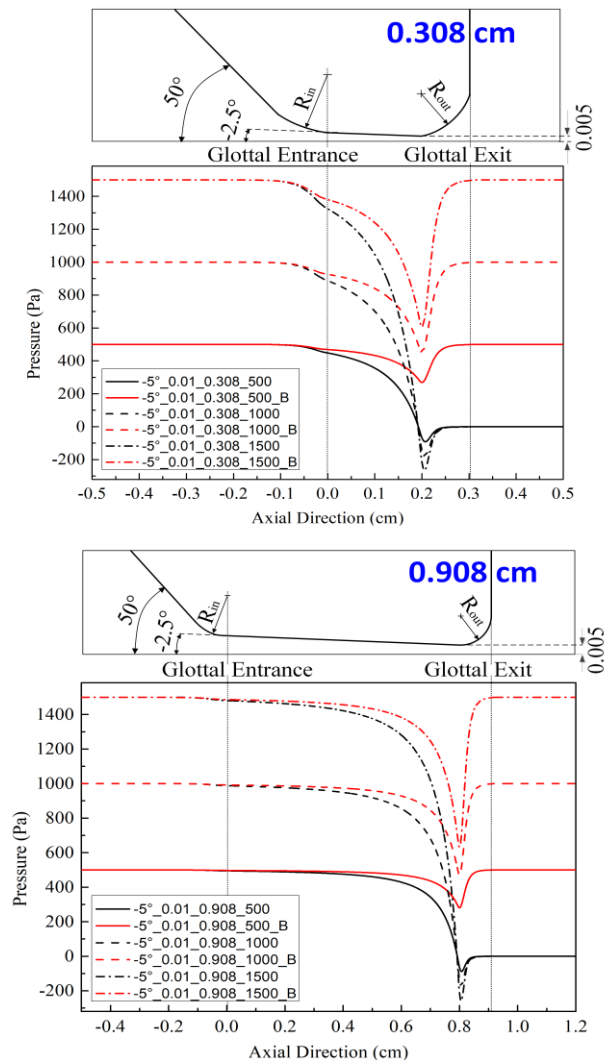 0.308 cm
50°
-2.5°
Rin
Rout
0.005
Glottal Entrance
Glottal Exit
1400
1200
1000
800
600
400
200
0
-200
Pressure (Pa)
-5°_0.01_0.308_500
-5°_0.01_0.308_500_B
-5°_0.01_0.308_1000
-5°_0.01_0.308_1000_B
-5°_0.01_0.308_1500
-5°_0.01_0.308_1500_B
-0.5 -0.4 -0.3 -0.2 -0.1 0.0 0.1 0.2 0.3 0.4 0.5
Axial Direction (cm)
0.908 cm
50°
-2.5°
Rin
Rout
0.005
Glottal Entrance
Glottal Exit
1400
1200
1000
800
600
400
200
0
-200
Pressure (Pa)
-5°_0.01_0.908_500
-5°_0.01_0.908_500_B
-5°_0.01_0.908_1000
-5°_0.01_0.908_1000_B
-5°_0.01_0.908_1500
-5°_0.01_0.908_1500_B
-0.4 -0.2 0.0 0.2 0.4 0.6 0.8 1.0 1.2
Axial Direction (cm)